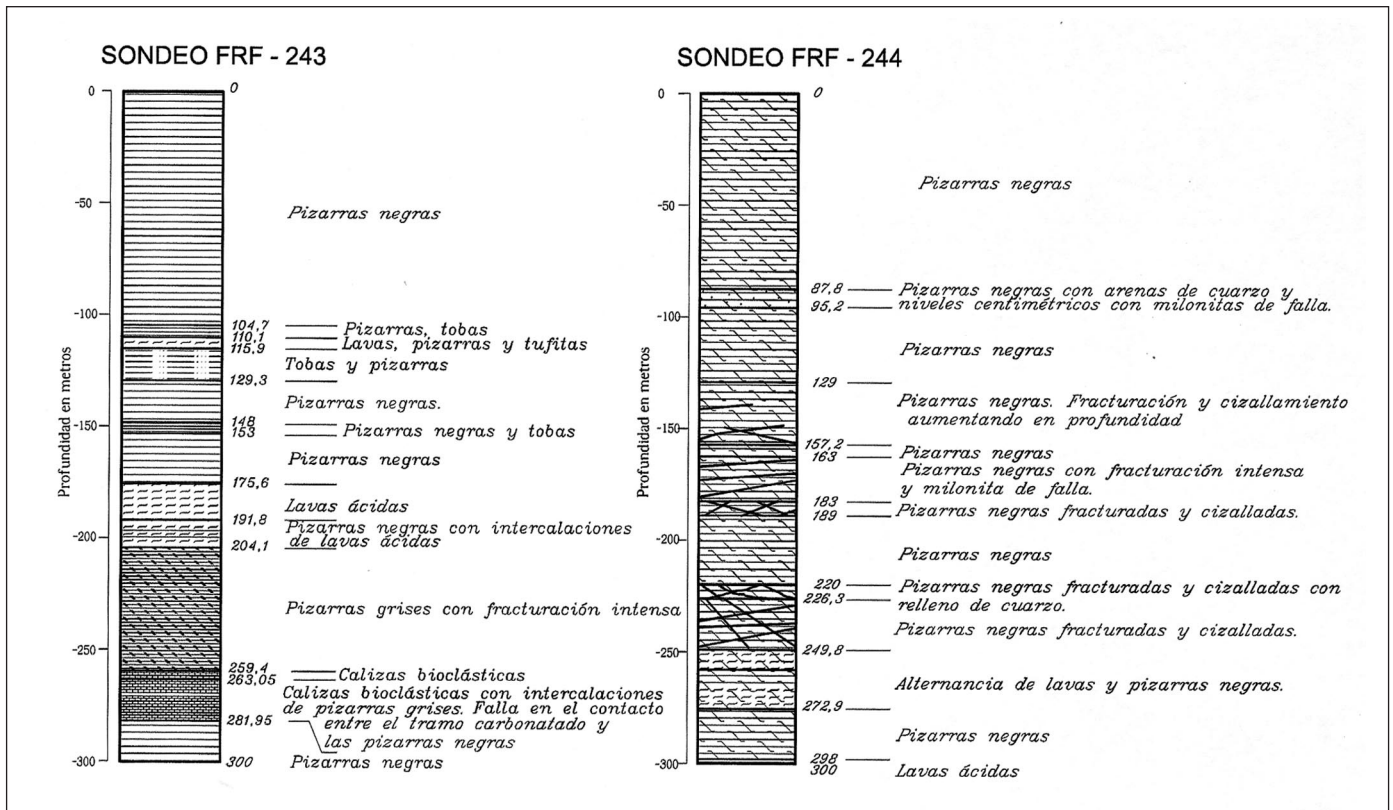 SONDEO FRF - 243
Profundidad en metros
0
-50
-100
-150
-200
-250
-300
0
Pizarras negras
104,7
Pizarras, tobas
110,1
Lavas, pizarras y tufitas
115,9
Tobas y pizarras
129,3
Pizarras negras.
148
Pizarras negras y tobas
153
Pizarras negras
175,6
Lavas ácidas
191,8
Pizarras negras con intercalaciones
de lavas ácidas
204,1
Pizarras grises con fracturación intensa
259,4
Calizas bioclásticas
263,05
Calizas bioclásticas con intercalaciones
de pizarras grises. Falla en el contacto
entre el tramo carbonatado y
las pizarras negras
281,95
Pizarras negras
300
SONDEO FRF - 244
Profundidad en metros
0
-50
-100
-150
-200
-250
-300
0
Pizarras negras
87,8
Pizarras negras con arenas de cuarzo y
niveles centimétricos con milonitas de falla.
95,2
Pizarras negras
129
Pizarras negras. Fracturación y cizallamiento
aumentando en profundidad
157,2
Pizarras negras
163
Pizarras negras con fracturación intensa
y milonita de falla.
183
Pizarras negras fracturadas y cizalladas.
189
Pizarras negras
220
Pizarras negras fracturadas y cizalladas con
relleno de cuarzo.
226,3
Pizarras negras fracturadas y cizalladas.
249,8
Alternancia de lavas y pizarras negras.
272,9
Pizarras negras
298
Lavas ácidas
300